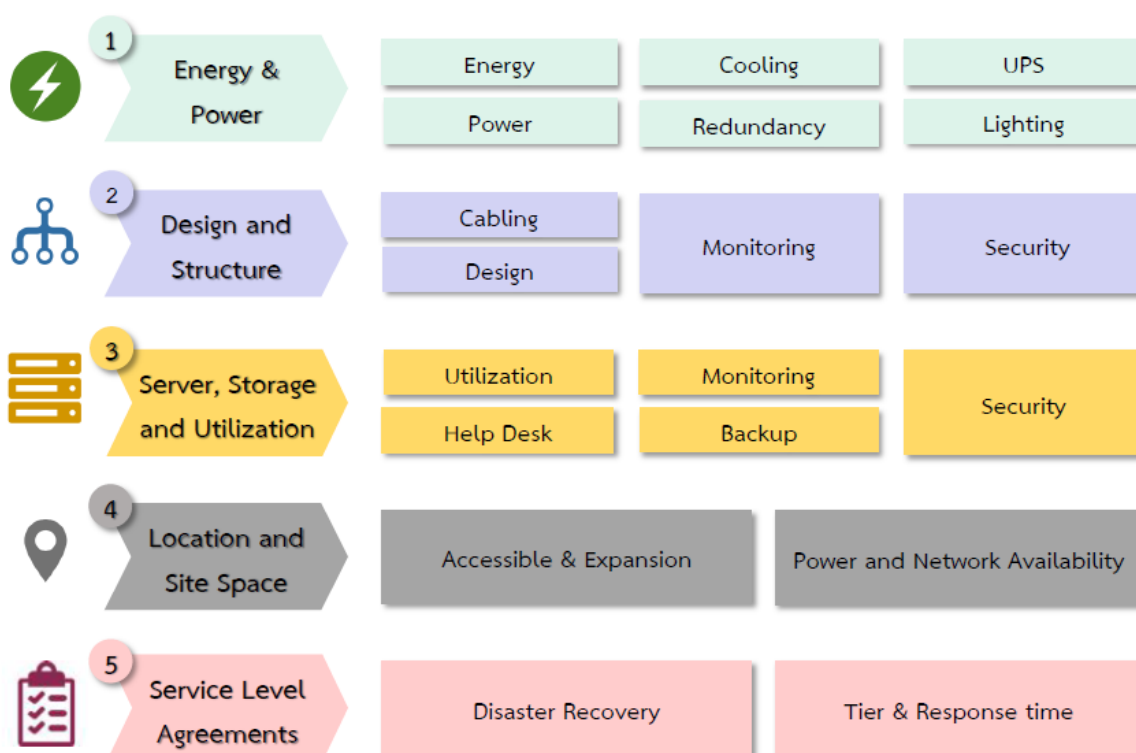 1
Energy &
Power
Energy
Cooling
UPS
Power
Redundancy
Lighting
2
Design and
Structure
Cabling
Design
Monitoring
Security
3
Server, Storage
and Utilization
Utilization
Monitoring
Help Desk
Backup
Security
4
Location and
Site Space
Accessible & Expansion
Power and Network Availability
5
Service Level
Agreements
Disaster Recovery
Tier & Response time